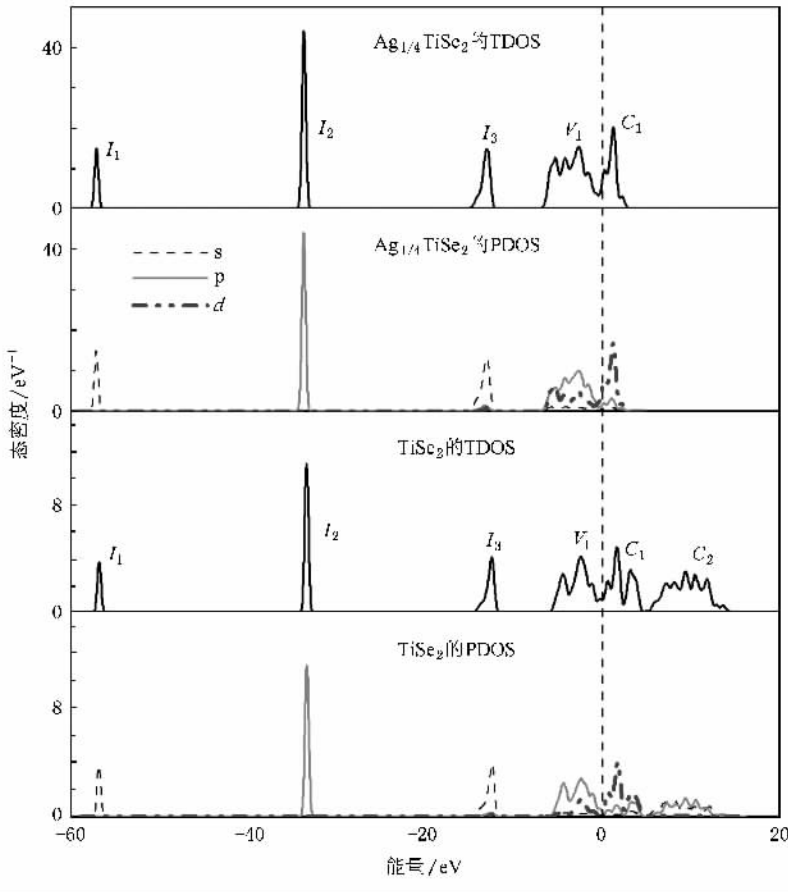 40
0
Ag1/4TiSe2的TDOS
I1
I2
I3
V1
C1
40
0
Ag1/4TiSe2的PDOS
s
p
d
8
0
TiSe2的TDOS
I1
I2
I3
V1
C1
C2
8
0
TiSe2的PDOS
态密度/eV⁻¹
−60
−40
−20
0
20
能量/eV